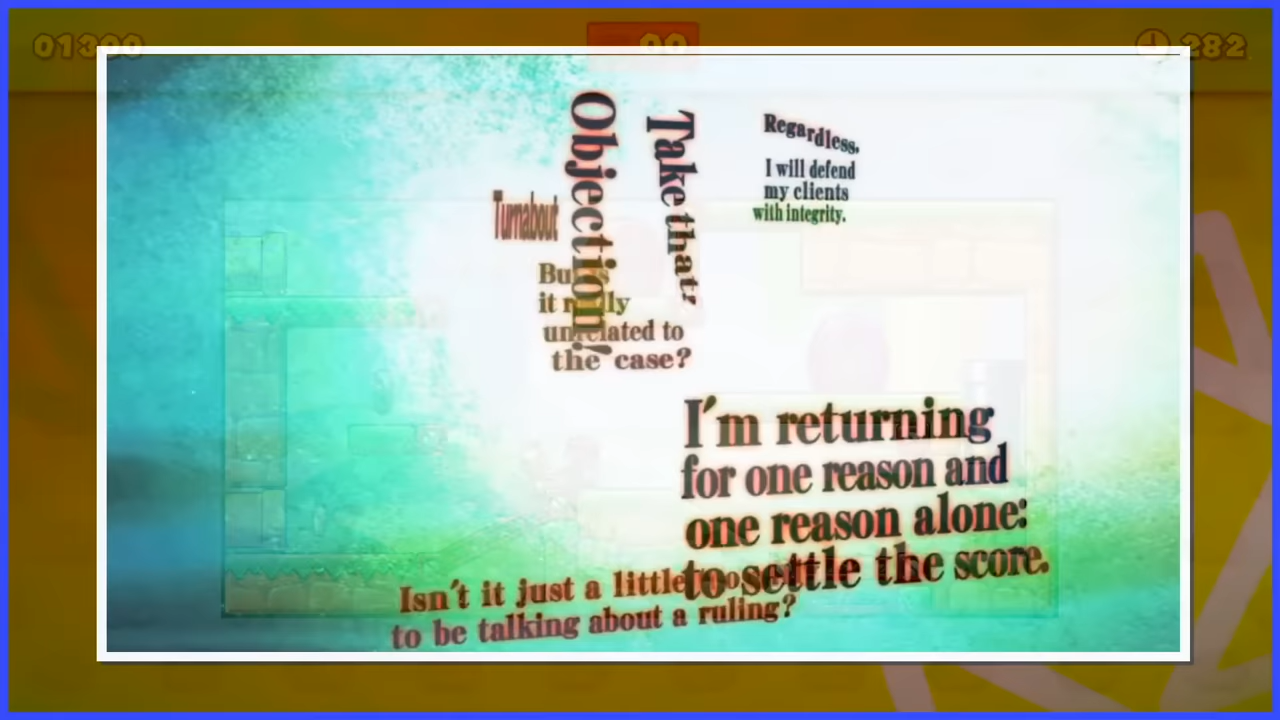 01300
00
282
Objection!
Take that!
Regardless,
I will defend
my clients
with integrity.
Turnabout
it
unrelated to
the case?
I'm returning
for one reason and
one reason alone:
to settle the score.
Isn't it just a little
to be talking about a ruling?